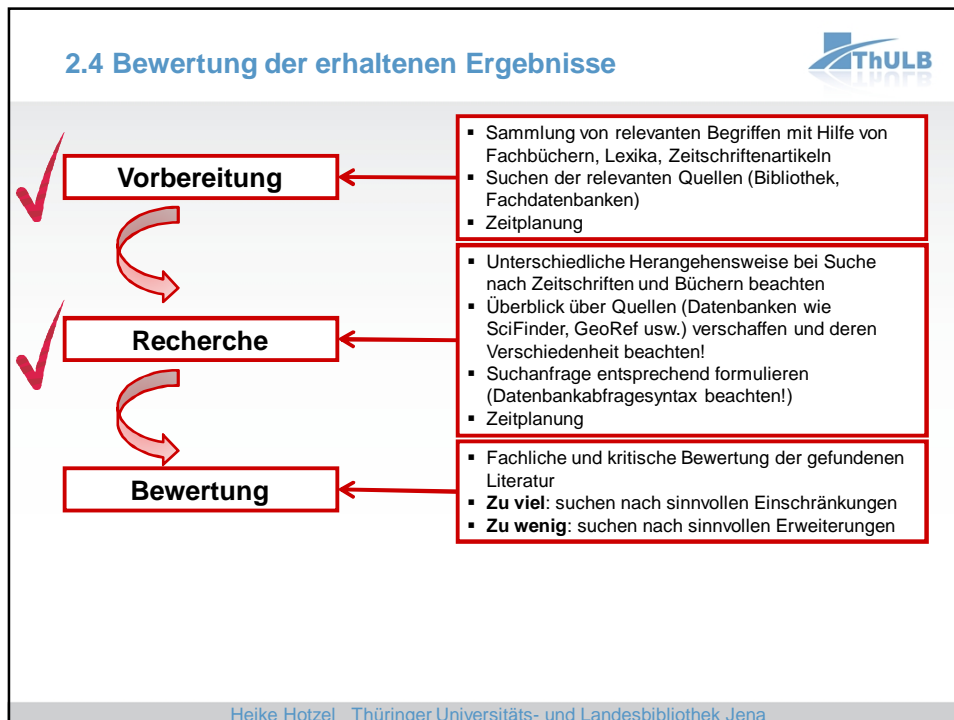 2.4 Bewertung der erhaltenen Ergebnisse
ThULB
Vorbereitung
▪ Sammlung von relevanten Begriffen mit Hilfe von
Fachbüchern, Lexika, Zeitschriftenartikeln
▪ Suchen der relevanten Quellen (Bibliothek,
Fachdatenbanken)
▪ Zeitplanung
Recherche
▪ Unterschiedliche Herangehensweise bei Suche
nach Zeitschriften und Büchern beachten
▪ Überblick über Quellen (Datenbanken wie
SciFinder, GeoRef usw.) verschaffen und deren
Verschiedenheit beachten!
▪ Suchanfrage entsprechend formulieren
(Datenbankabfragesyntax beachten!)
▪ Zeitplanung
Bewertung
▪ Fachliche und kritische Bewertung der gefundenen
Literatur
▪ Zu viel: suchen nach sinnvollen Einschränkungen
▪ Zu wenig: suchen nach sinnvollen Erweiterungen
Heike Hotzel Thüringer Universitäts- und Landesbibliothek Jena